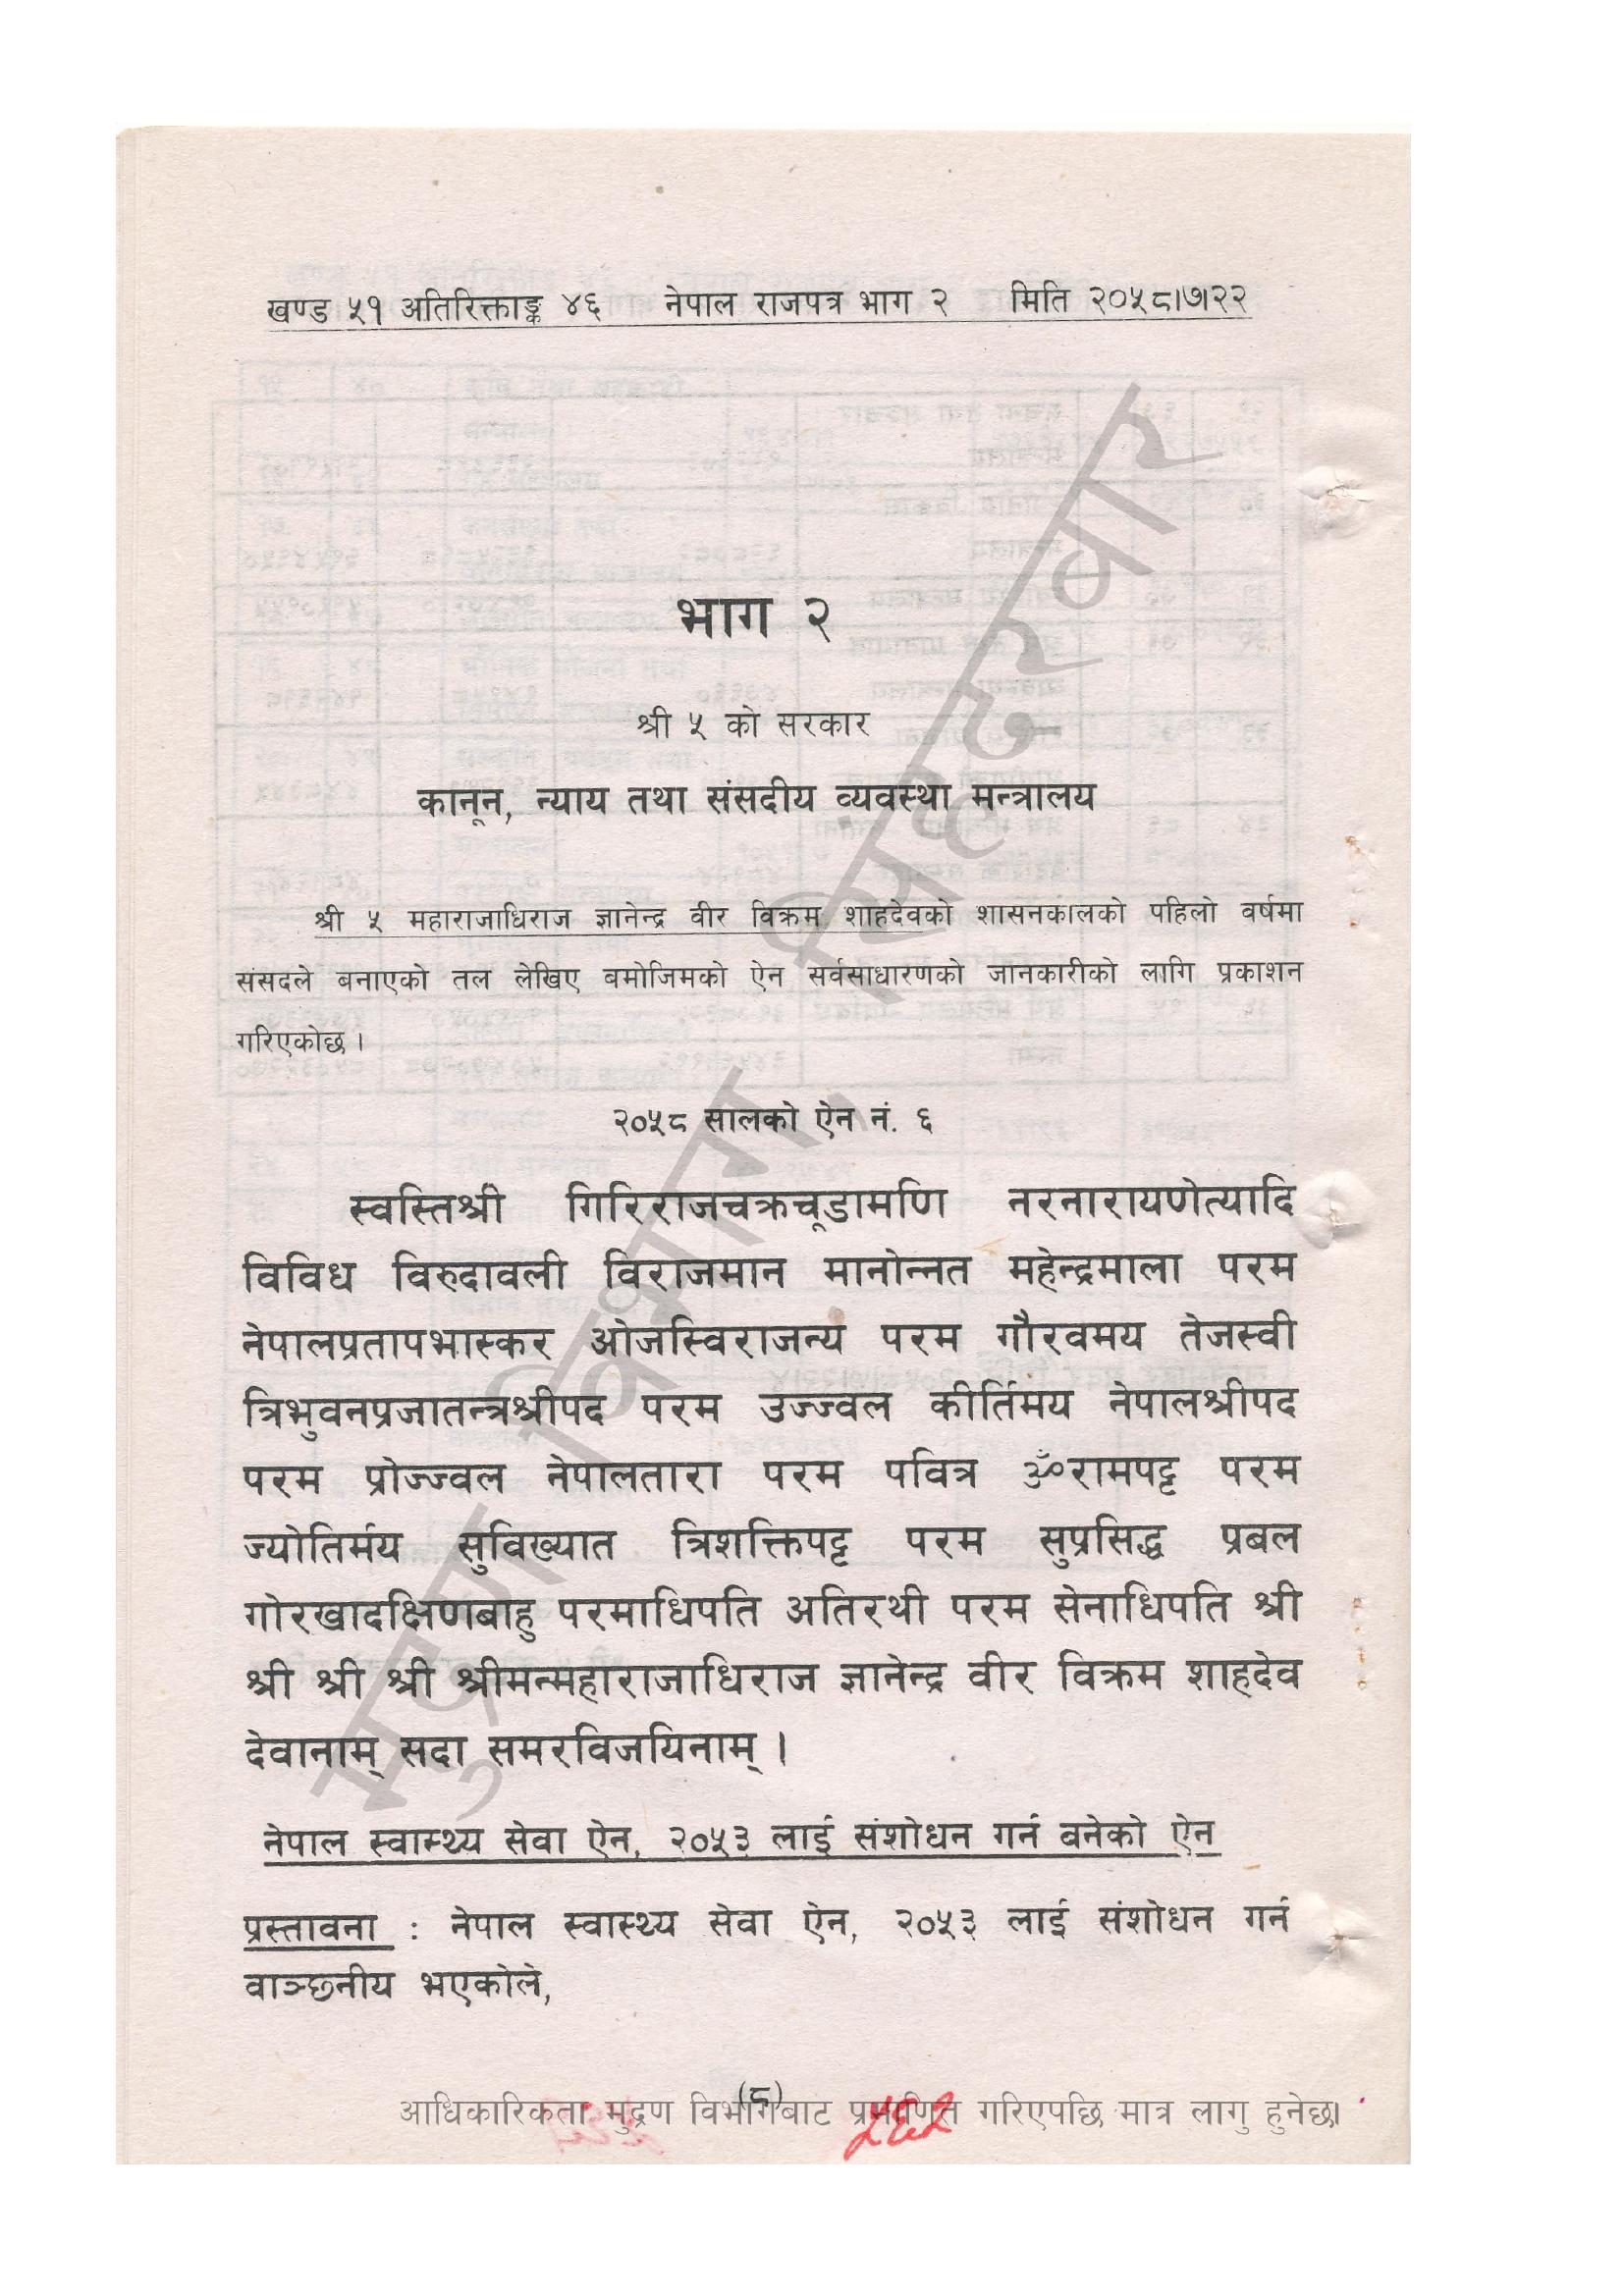 खण्ड ५१ अतिरिक्ताङ्क ४६ नेपाल राजपत्र भाग २ मिति २०५८।७।२२
भाग २
श्री ५ को सरकार
कानून, न्याय तथा संसदीय व्यवस्था मन्त्रालय
श्री ५ महाराजाधिराज ज्ञानेन्द्र वीर विक्रम शाहदेवको शासनकालको पहिलो वर्षमा
संसदले बनाएको तल लेखिए बमोजिमको ऐन सर्वसाधारणको जानकारीको लागि प्रकाशन
गरिएकोछ ।
२०५८ सालको ऐन नं. ६
स्वस्तिश्री गिरिराजचक्रचूडामणि नरनारायणेत्यादि
विविध विरुदावली विराजमान मानोन्नत महेन्द्रमाला परम
नेपालप्रतापभास्कर ओजस्विराजन्य परम गौरवमय तेजस्वी
त्रिभुवनप्रजातन्त्रश्रीपद परम उज्ज्वल कीर्तिमय नेपालश्रीपद
परम प्रोज्ज्वल नेपालतारा परम पवित्र ॐरामपट्ट परम
ज्योतिर्मय सुविख्यात त्रिशक्तिपट्ट परम सुप्रसिद्ध प्रबल
गोरखादक्षिणबाहु परमाधिपति अतिरथी परम सेनाधिपति श्री
श्री श्री श्री श्रीमन्महाराजाधिराज ज्ञानेन्द्र वीर विक्रम शाहदेव
देवानाम् सदा समरविजयिनाम् ।
नेपाल स्वास्थ्य सेवा ऐन, २०५३ लाई संशोधन गर्न बनेको ऐन
प्रस्तावना : नेपाल स्वास्थ्य सेवा ऐन, २०५३ लाई संशोधन गर्न
वाञ्छनीय भएकोले,
(८)
आधिकारिकता मुद्रण विभागबाट प्रमाणित गरिएपछि मात्र लागु हुनेछ।
मुद्रण विभाग, सिंहदरबार